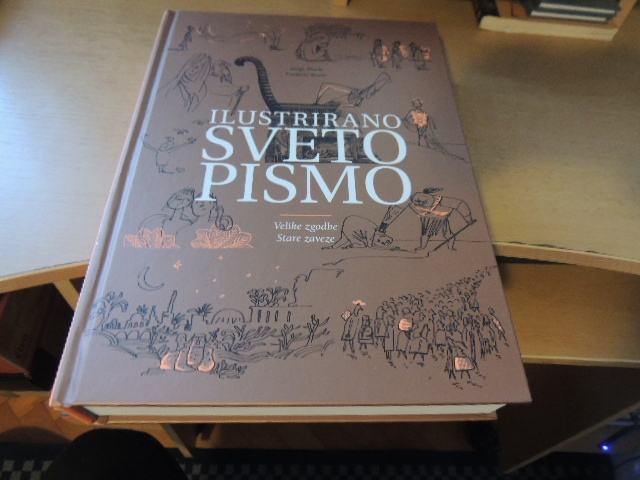 ILUSTRIRANO
SVETO
PISMO
Velike zgodbe
Stare zaveze